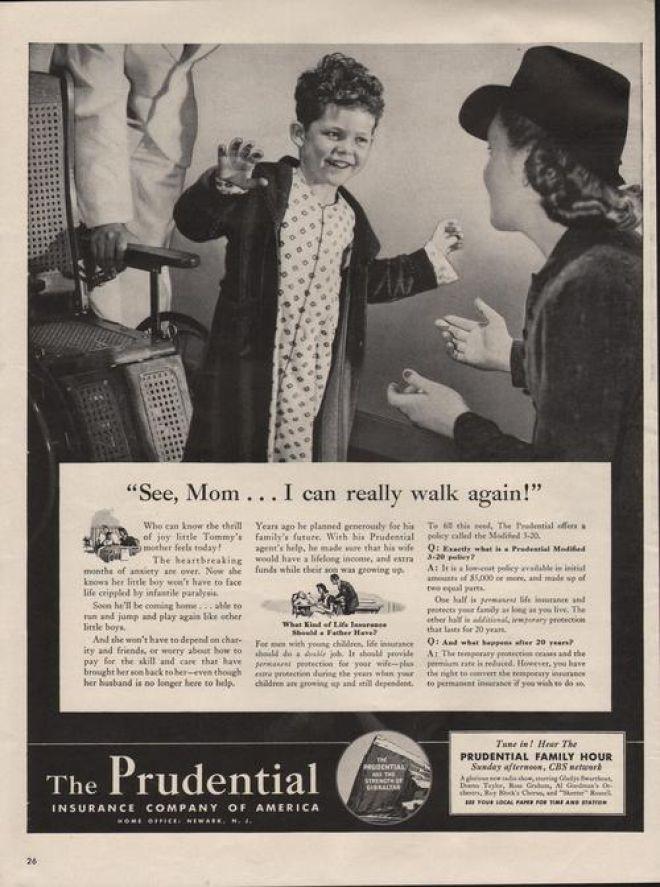 “See, Mom . . . I can really walk again!”
Who can know the thrill
of joy little Tommy's
mother feels today!
The heartbreaking
months of anxiety are over. Now she
knows her little boy won't have to face
life crippled by infantile paralysis.
Soon he'll be coming home . . . able to
run and jump and play again like other
little boys.
And she won't have to depend on char-
ity and friends, or worry about how to
pay for the skill and care that have
brought her son back to her—even though
her husband is no longer here to help.
Years ago he planned generously for his
family's future. With his Prudential
agent's help, he made sure that his wife
would have a lifelong income, and extra
funds while their son was growing up.
What Kind of Life Insurance
Should a Father Have?
For men with young children, life insurance
should do a double job. It should provide
permanent protection for your wife—plus
extra protection during the years when your
children are growing up and still dependent.
To fill this need, The Prudential offers a
policy called the Modified 3-20.
Q: Exactly what is a Prudential Modified
3-20 policy?
A: It is a low-cost policy available in initial
amounts of $5,000 or more, and made up of
two equal parts.
One half is permanent life insurance and
protects your family as long as you live. The
other half is additional, temporary protection
that lasts for 20 years.
Q: And what happens after 20 years?
A: The temporary protection ceases and the
premium rate is reduced. However, you have
the right to convert the temporary insurance
to permanent insurance if you wish to do so.
The Prudential
INSURANCE COMPANY OF AMERICA
HOME OFFICE: NEWARK, N. J.
THE
PRUDENTIAL
HAS THE
STRENGTH OF
GIBRALTAR
Tune in! Hear The
PRUDENTIAL FAMILY HOUR
Sunday afternoon, CBS network
A glorious new radio show, starring Gladys Swarthout,
Deems Taylor, Ross Graham, Al Goodman's Or-
chestra, Ray Block's Chorus, and "Skeeter" Russell.
SEE YOUR LOCAL PAPER FOR TIME AND STATION
26